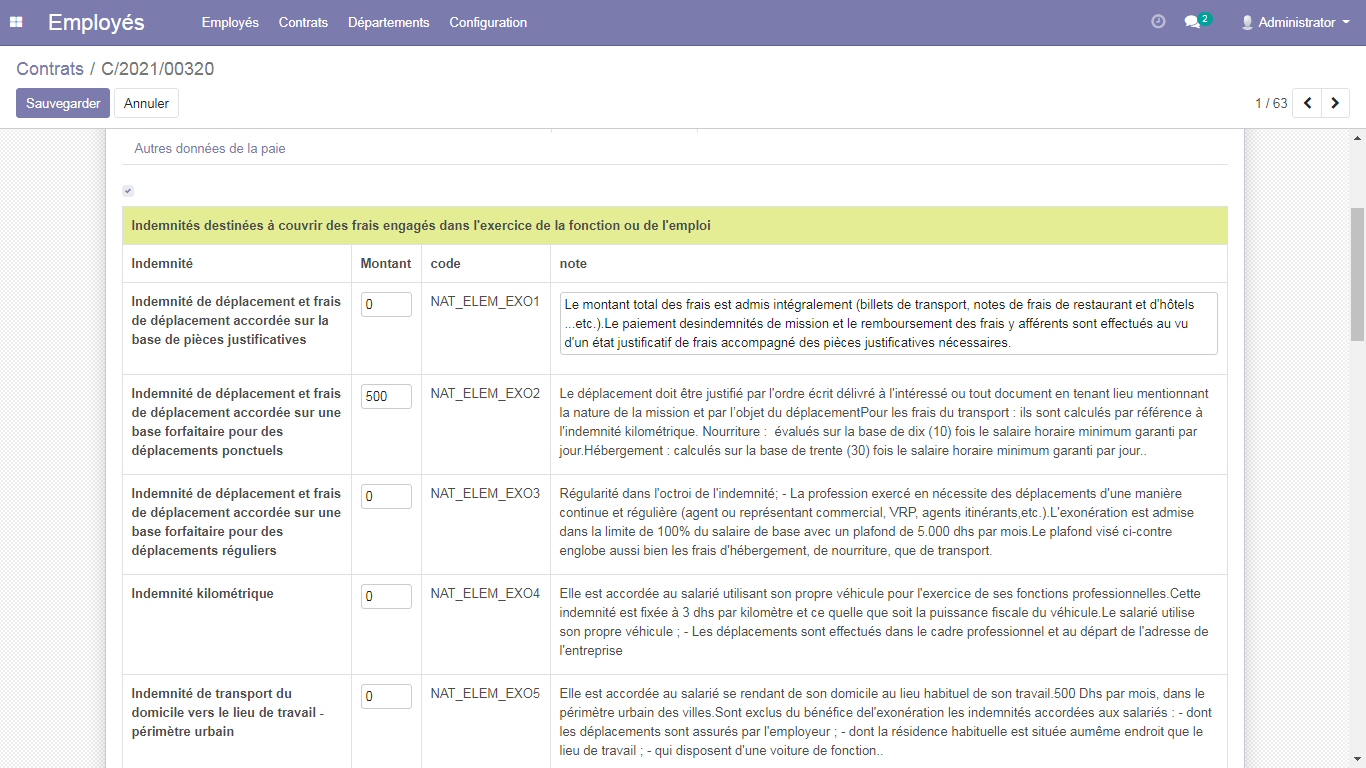 Employés Employés Contrats Départements Configuration 2 Administrator
Contrats / C/2021/00320
Sauvegarder Annuler 1 / 63
Autres données de la paie
Indemnités destinées à couvrir des frais engagés dans l'exercice de la fonction ou de l'emploi
Indemnité Montant code note
Indemnité de déplacement et frais
de déplacement accordée sur la
base de pièces justificatives
0
NAT_ELEM_EXO1
Le montant total des frais est admis intégralement (billets de transport, notes de frais de restaurant et d'hôtels
...etc.).Le paiement desindemnités de mission et le remboursement des frais y afférents sont effectués au vu
d'un état justificatif de frais accompagné des pièces justificatives nécessaires.
Indemnité de déplacement et frais
de déplacement accordée sur une
base forfaitaire pour des
déplacements ponctuels
500
NAT_ELEM_EXO2
Le déplacement doit être justifié par l'ordre écrit délivré à l'intéressé ou tout document en tenant lieu mentionnant
la nature de la mission et par l'objet du déplacementPour les frais du transport : ils sont calculés par référence à
l'indemnité kilométrique. Nourriture : évalués sur la base de dix (10) fois le salaire horaire minimum garanti par
jour.Hébergement : calculés sur la base de trente (30) fois le salaire horaire minimum garanti par jour..
Indemnité de déplacement et frais
de déplacement accordée sur une
base forfaitaire pour des
déplacements réguliers
0
NAT_ELEM_EXO3
Régularité dans l'octroi de l'indemnité; - La profession exercé en nécessite des déplacements d'une manière
continue et régulière (agent ou représentant commercial, VRP, agents itinérants,etc.).L'exonération est admise
dans la limite de 100% du salaire de base avec un plafond de 5.000 dhs par mois.Le plafond visé ci-contre
englobe aussi bien les frais d'hébergement, de nourriture, que de transport.
Indemnité kilométrique
0
NAT_ELEM_EXO4
Elle est accordée au salarié utilisant son propre véhicule pour l'exercice de ses fonctions professionnelles.Cette
indemnité est fixée à 3 dhs par kilomètre et ce quelle que soit la puissance fiscale du véhicule.Le salarié utilise
son propre véhicule ; - Les déplacements sont effectués dans le cadre professionnel et au départ de l'adresse de
l'entreprise
Indemnité de transport du
domicile vers le lieu de travail -
périmètre urbain
0
NAT_ELEM_EXO5
Elle est accordée au salarié se rendant de son domicile au lieu habituel de son travail.500 Dhs par mois, dans le
périmètre urbain des villes.Sont exclus du bénéfice del'exonération les indemnités accordées aux salariés : - dont
les déplacements sont assurés par l'employeur ; - dont la résidence habituelle est située aumême endroit que le
lieu de travail ; - qui disposent d'une voiture de fonction..